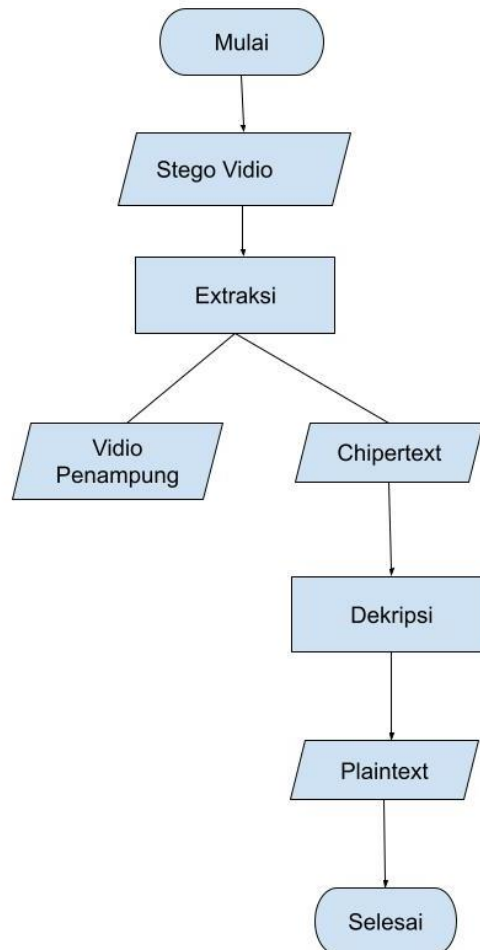 Mulai
Stego Vidio
Extraksi
Vidio
Penampung
Chipertext
Dekripsi
Plaintext
Selesai